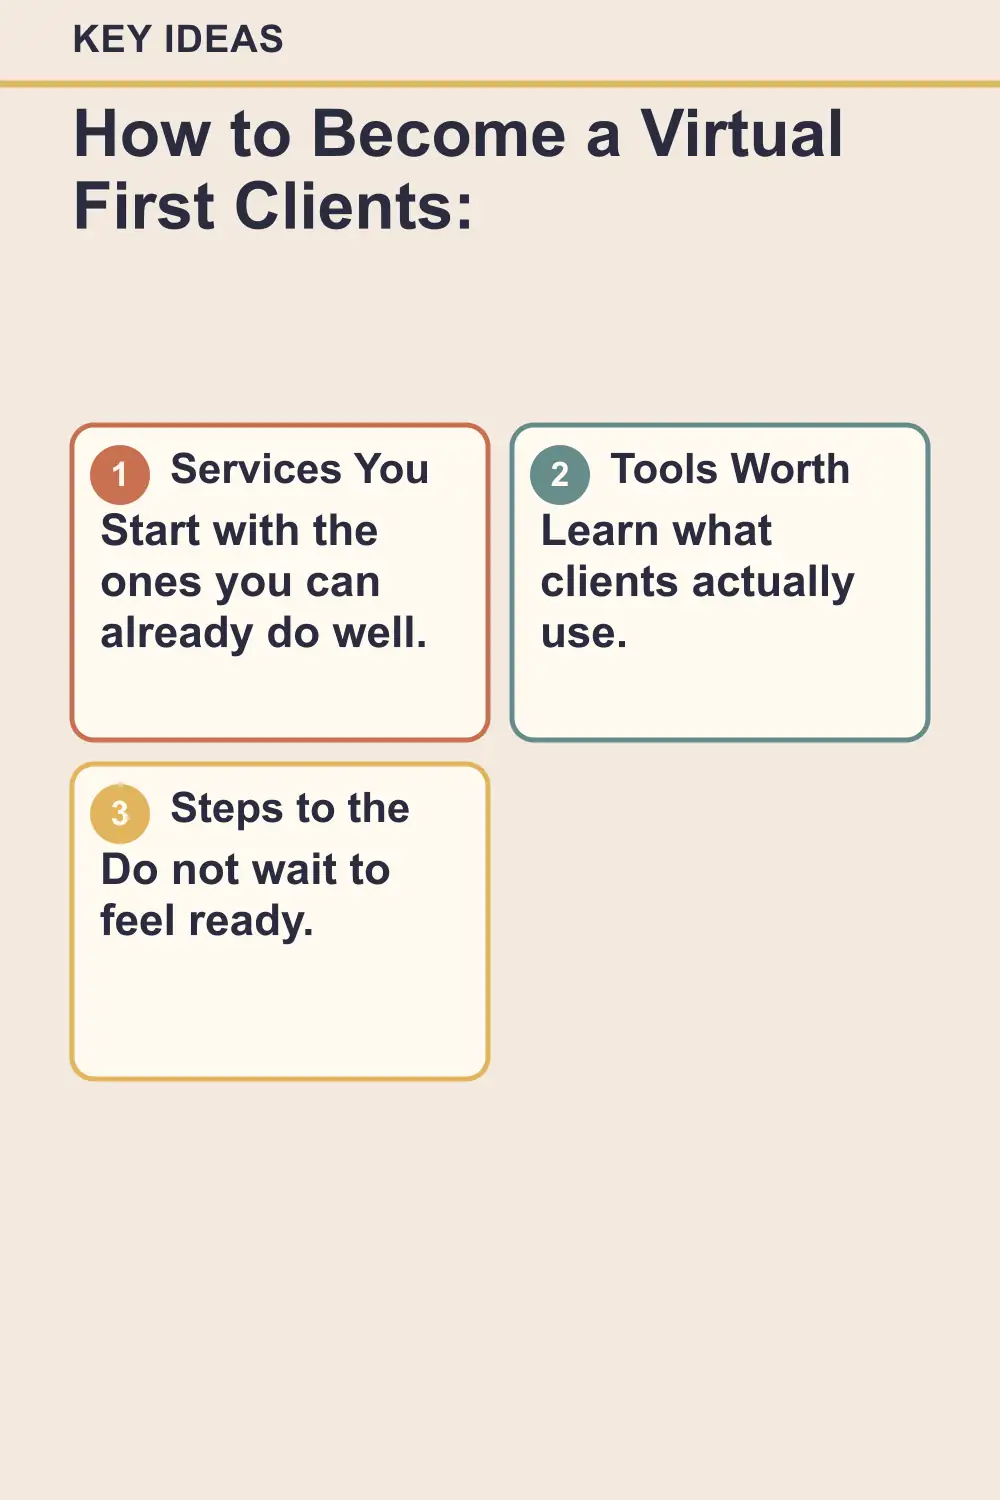 KEY IDEAS
How to Become a Virtual
First Clients:
1
Services You
Start with the
ones you can
already do well.
2
Tools Worth
Learn what
clients actually
use.
3
Steps to the
Do not wait to
feel ready.